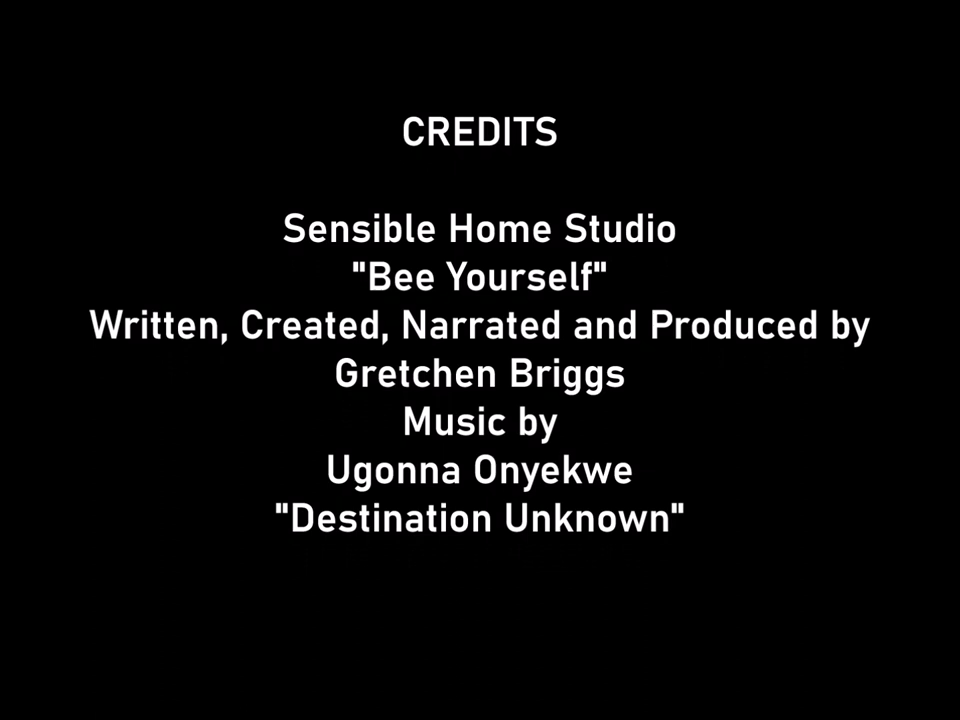 CREDITS
Sensible Home Studio
"Bee Yourself"
Written, Created, Narrated and Produced by
Gretchen Briggs
Music by
Ugonna Onyekwe
"Destination Unknown"